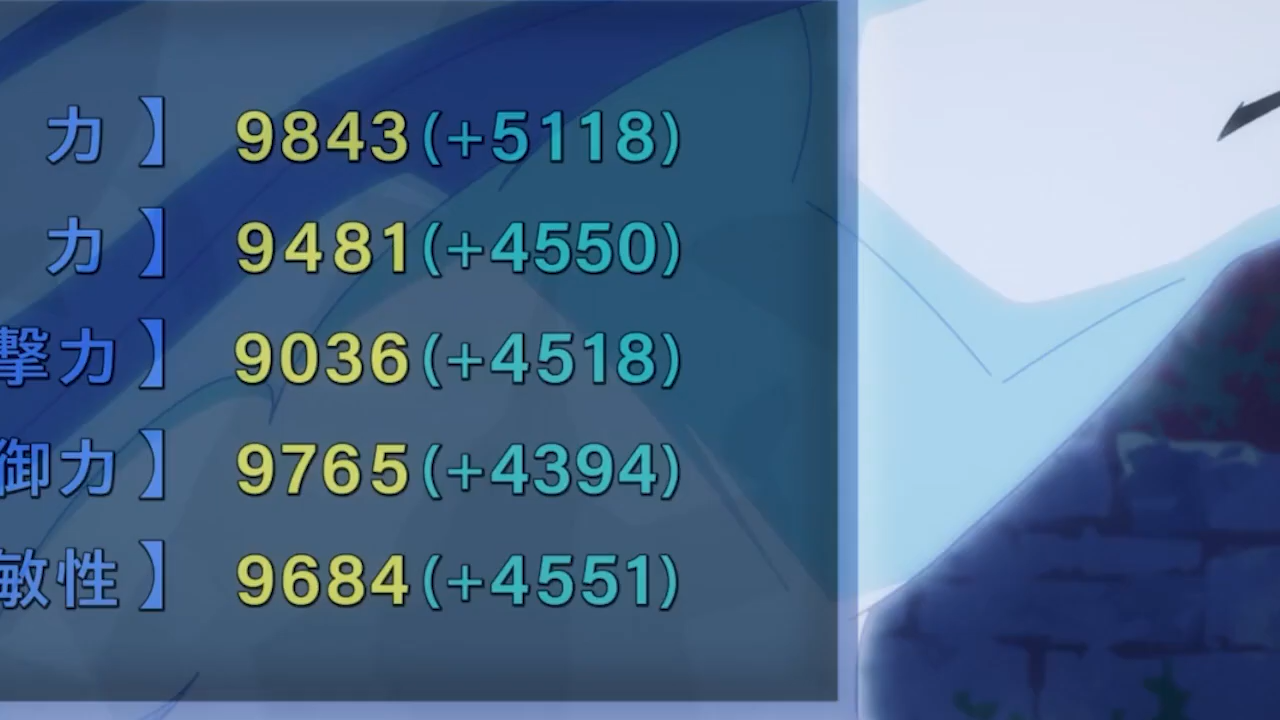 力】 9843(+5118)
力】 9481(+4550)
撃力】 9036(+4518)
御力】 9765(+4394)
敏性】 9684(+4551)